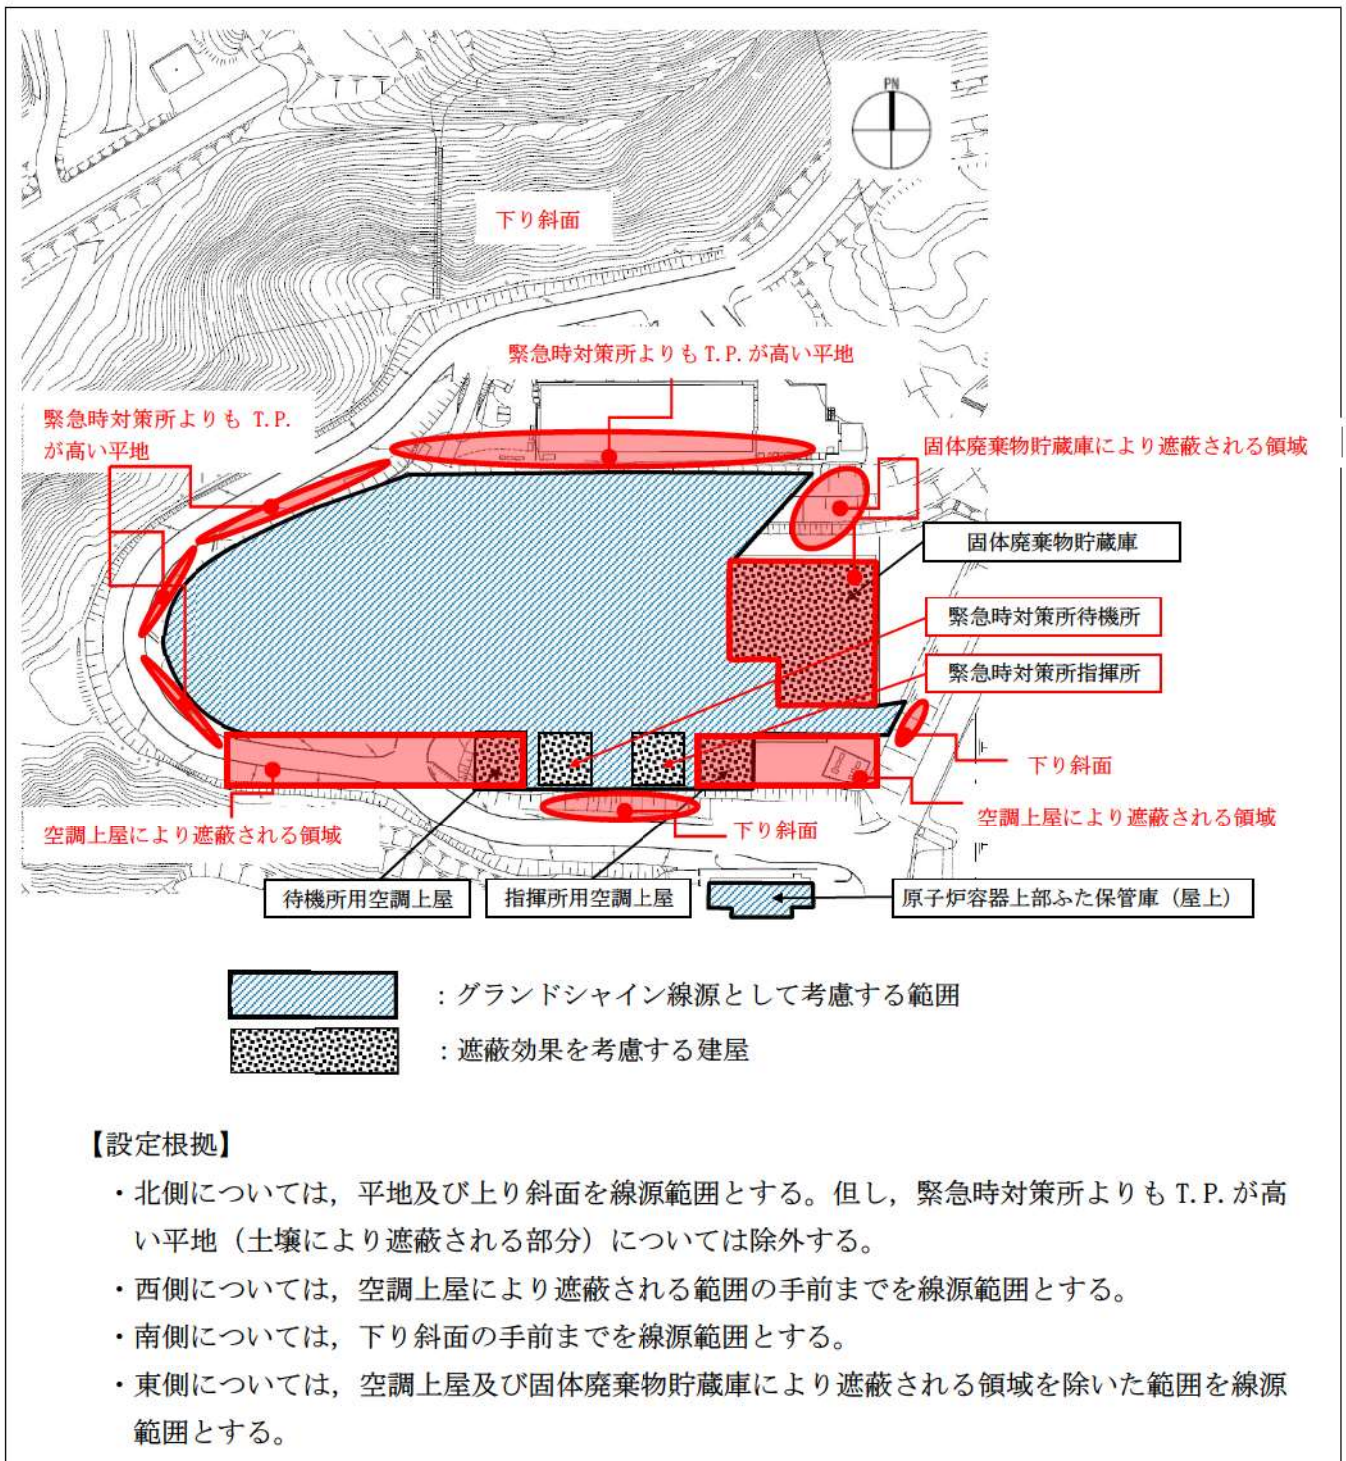 PN
下り斜面
緊急時対策所よりも T.P. が高い平地
緊急時対策所よりも T.P.
が高い平地
固体廃棄物貯蔵庫により遮蔽される領域
固体廃棄物貯蔵庫
緊急時対策所待機所
緊急時対策所指揮所
下り斜面
空調上屋により遮蔽される領域
空調上屋により遮蔽される領域
下り斜面
待機所用空調上屋
指揮所用空調上屋
原子炉容器上部ふた保管庫（屋上）
：グランドシャイン線源として考慮する範囲
：遮蔽効果を考慮する建屋
【設定根拠】
・北側については，平地及び上り斜面を線源範囲とする。但し，緊急時対策所よりも T.P. が高
い平地（土壌により遮蔽される部分）については除外する。
・西側については，空調上屋により遮蔽される範囲の手前までを線源範囲とする。
・南側については，下り斜面の手前までを線源範囲とする。
・東側については，空調上屋及び固体廃棄物貯蔵庫により遮蔽される領域を除いた範囲を線源
範囲とする。